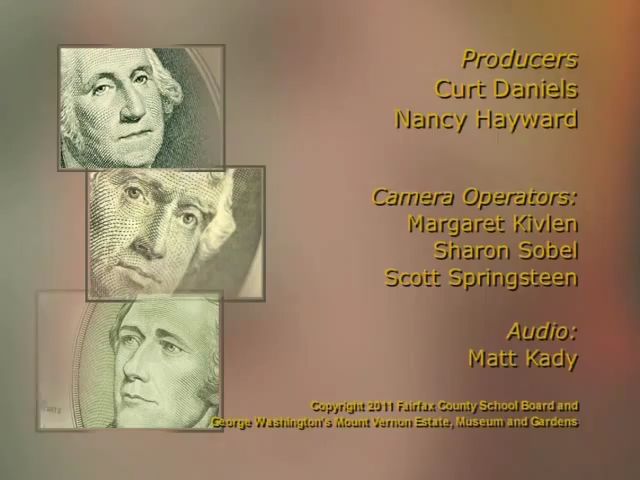 Producers
Curt Daniels
Nancy Hayward
Camera Operators:
Margaret Kivlen
Sharon Sobel
Scott Springsteen
Audio:
Matt Kady
Copyright 2011 Fairfax County School Board and
George Washington's Mount Vernon Estate, Museum and Gardens